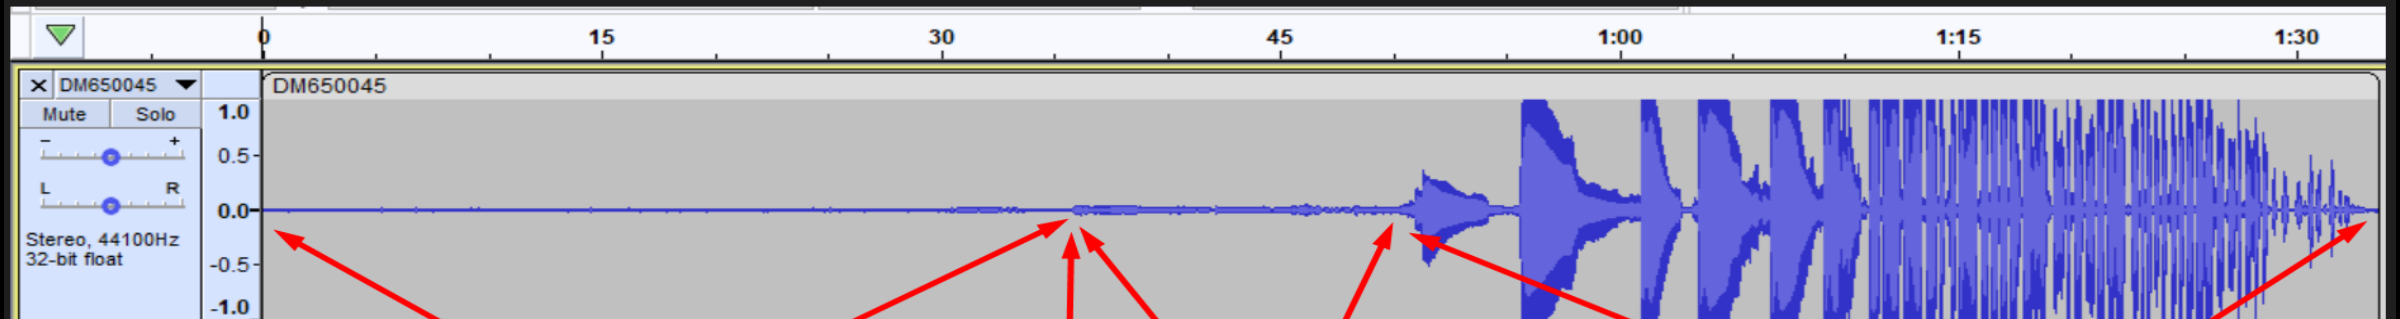 0 15 30 45 1:00 1:15 1:30
X DM650045 DM650045
Mute Solo 1.0
- + 0.5-
L R 0.0-
Stereo, 44100Hz
32-bit float -0.5-
-1.0